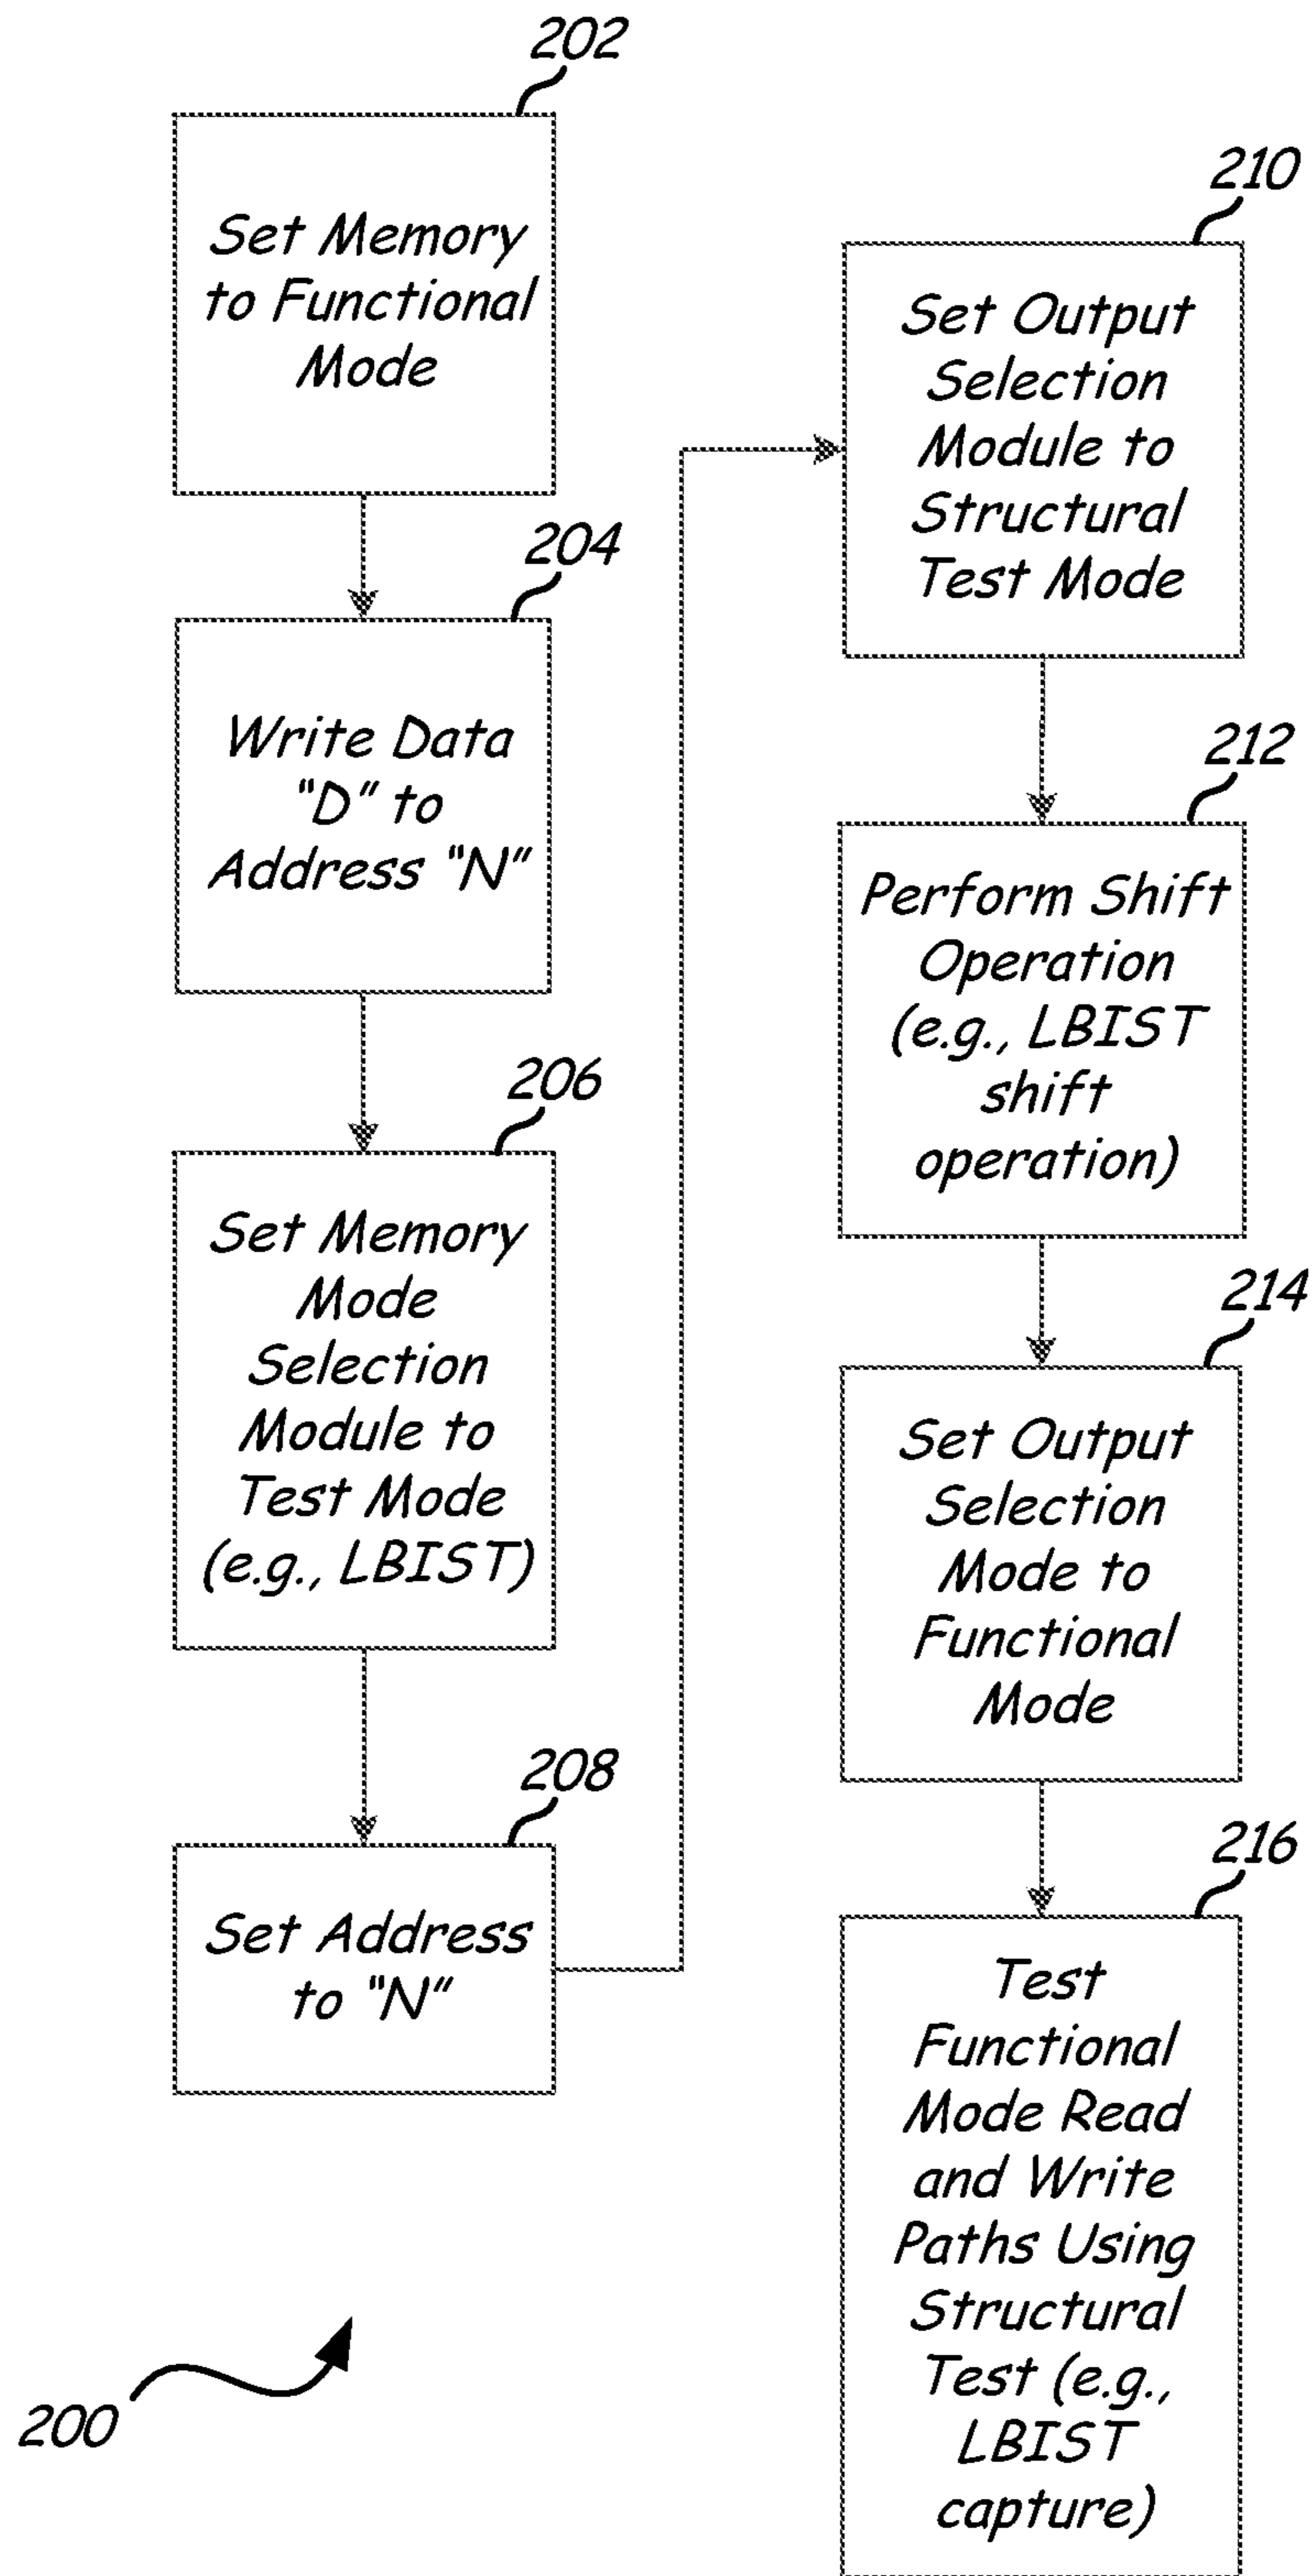 202
Set Memory
to Functional
Mode
204
Write Data
“D” to
Address “N”
206
Set Memory
Mode
Selection
Module to
Test Mode
(e.g., LBIST)
208
Set Address
to “N”
210
Set Output
Selection
Module to
Structural
Test Mode
212
Perform Shift
Operation
(e.g., LBIST
shift
operation)
214
Set Output
Selection
Mode to
Functional
Mode
216
Test
Functional
Mode Read
and Write
Paths Using
Structural
Test (e.g.,
LBIST
capture)
200